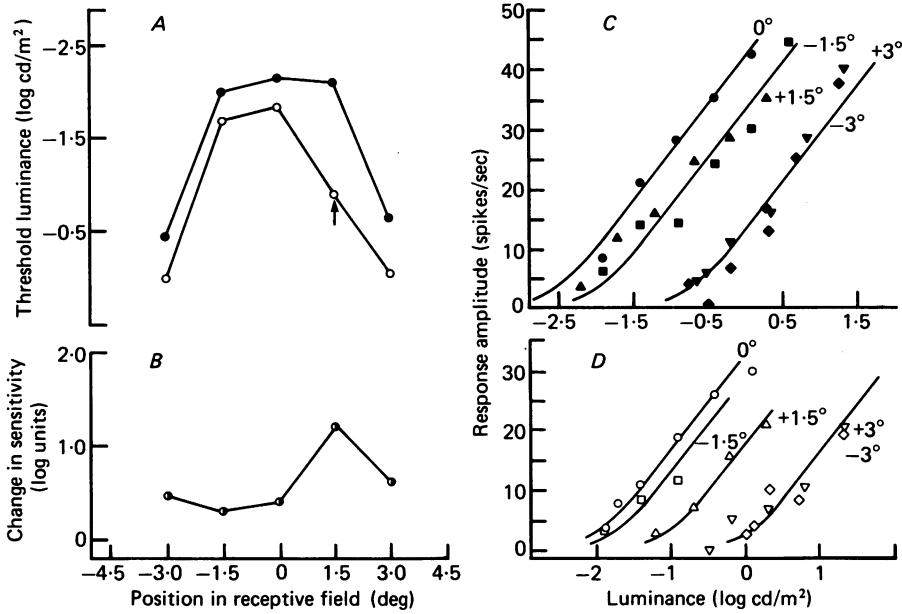 A
Threshold luminance (log cd/m²)
−2·5
−1·5
−0·5
B
Change in sensitivity
(log units)
2·0
1·0
0
−4·5 −3·0 −1·5 0 1·5 3·0 4·5
Position in receptive field (deg)
Response amplitude (spikes/sec)
C
50
40
30
20
10
0
0°
−1·5°
+3°
+1·5°
−3°
−2·5 −1·5 −0·5 0·5 1·5
D
30
20
10
0
0°
−1·5°
+1·5°
+3°
−3°
−2 −1 0 1
Luminance (log cd/m²)